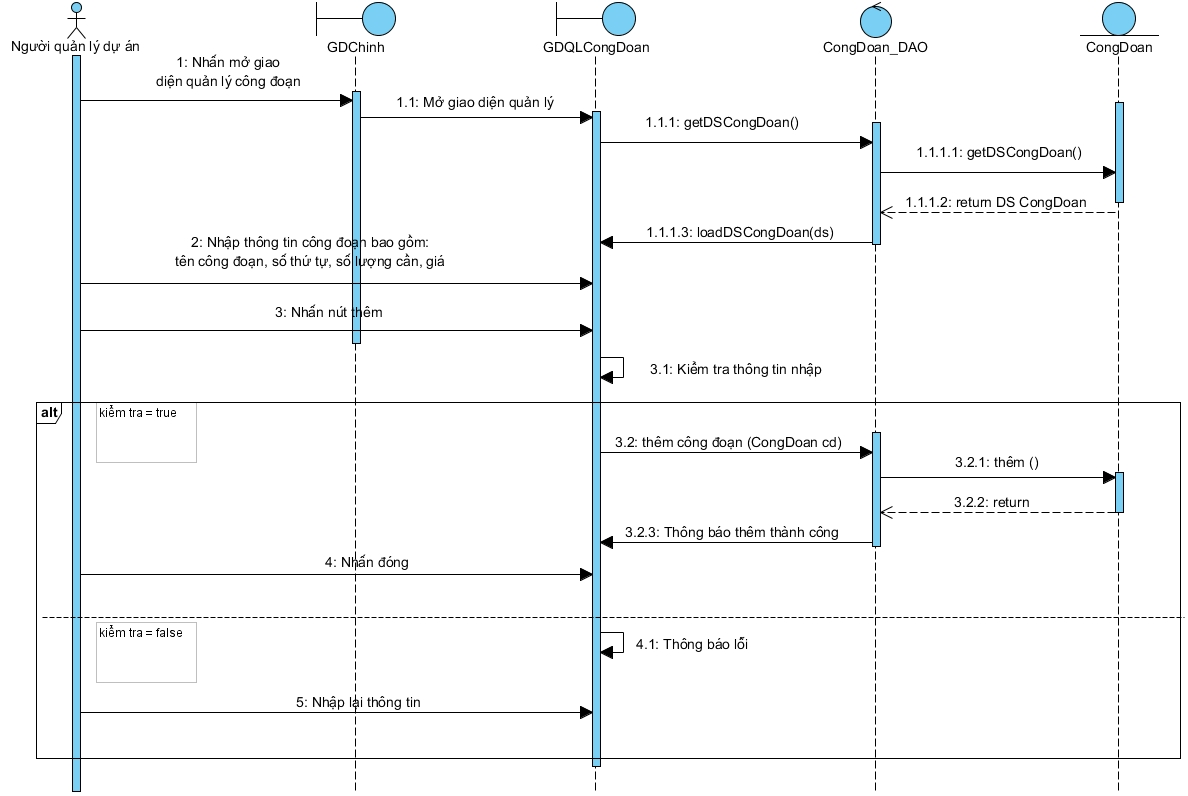 Người quản lý dự án
GDChinh
GDQLCongDoan
CongDoan_DAO
CongDoan
1: Nhấn mở giao
diện quản lý công đoạn
1.1: Mở giao diện quản lý
1.1.1: getDSCongDoan()
1.1.1.1: getDSCongDoan()
1.1.1.2: return DS CongDoan
1.1.1.3: loadDSCongDoan(ds)
2: Nhập thông tin công đoạn bao gồm:
tên công đoạn, số thứ tự, số lượng cần, giá
3: Nhấn nút thêm
3.1: Kiểm tra thông tin nhập
alt
kiểm tra = true
3.2: thêm công đoạn (CongDoan cd)
3.2.1: thêm ()
3.2.2: return
3.2.3: Thông báo thêm thành công
4: Nhấn đóng
kiểm tra = false
4.1: Thông báo lỗi
5: Nhập lại thông tin